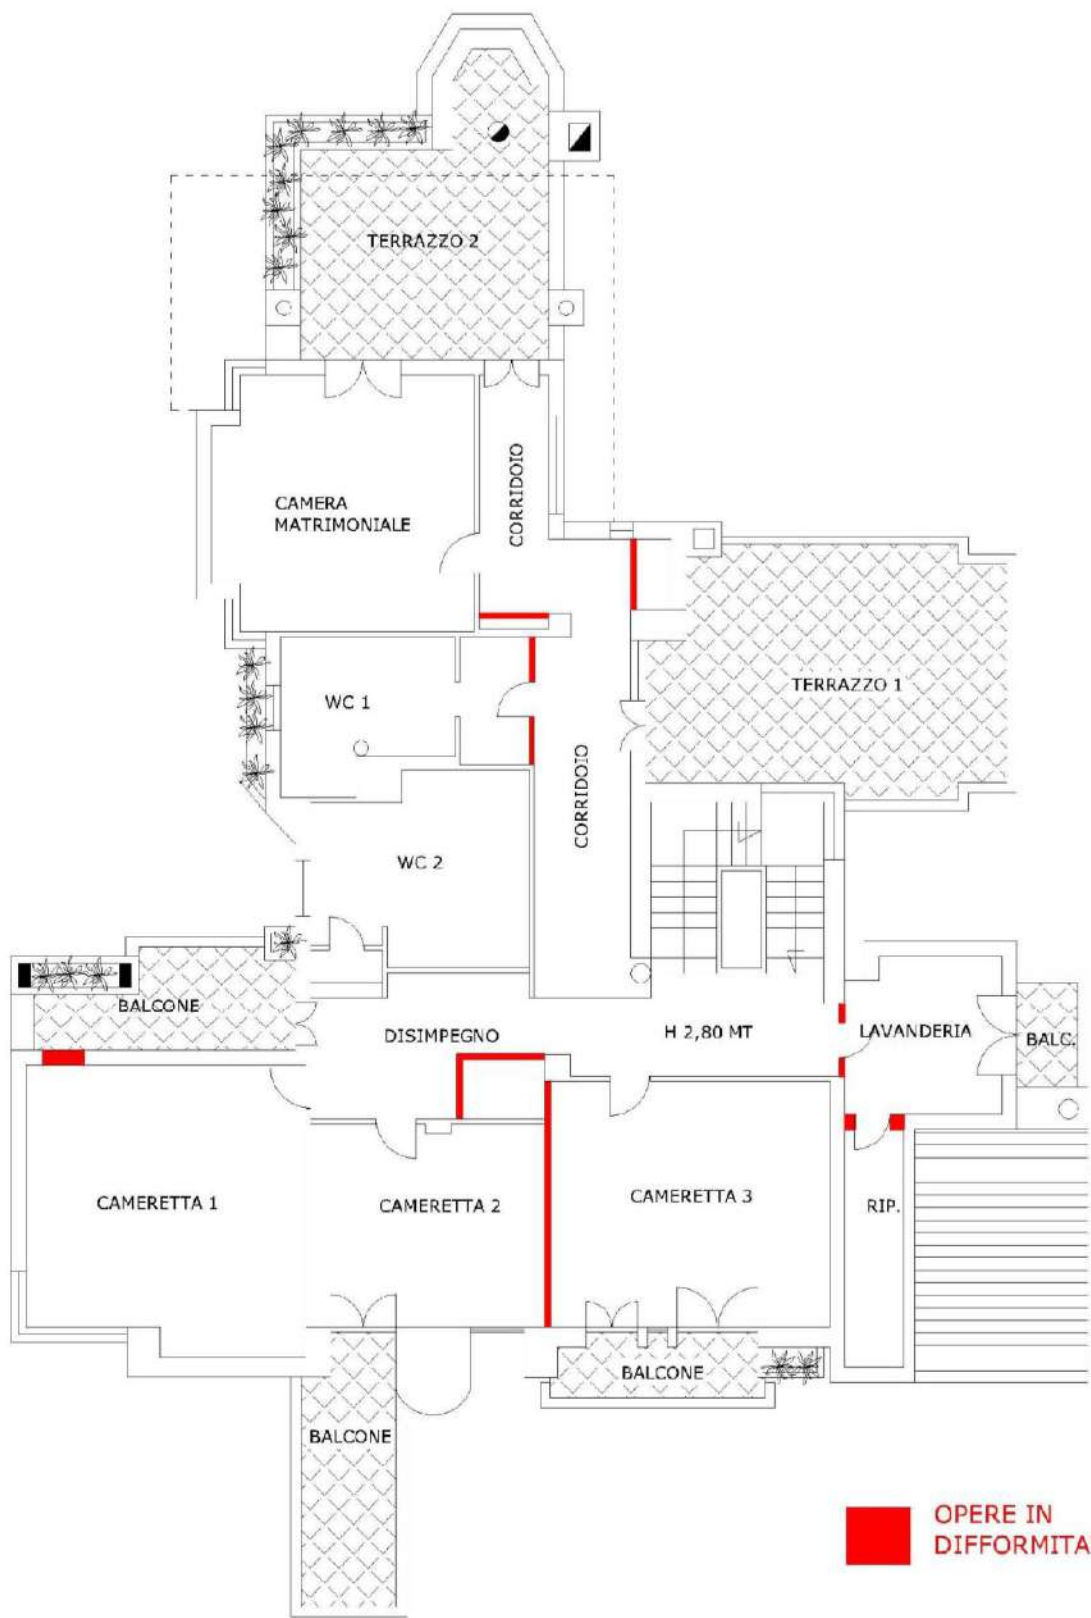 TERRAZZO 2
CAMERA
MATRIMONIALE
CORRIDOIO
WC 1
TERRAZZO 1
CORRIDOIO
WC 2
BALCONE
DISIMPEGNO
H 2,80 MT
LAVANDERIA
BALC.
CAMERETTA 1
CAMERETTA 2
CAMERETTA 3
RIP.
BALCONE
BALCONE
OPERE IN
DIFFORMITA